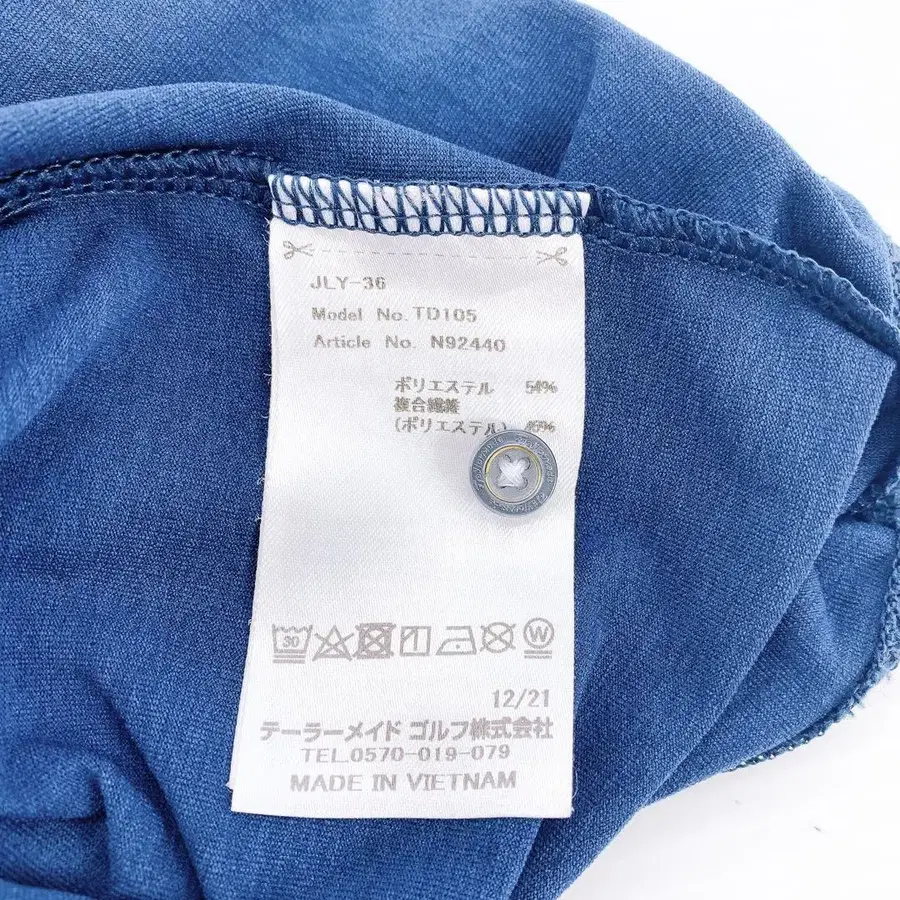 JLY-36
Model No. TD105
Article No. N92440
ポリエステル 54%
複合繊維
(ポリエステル) 46%
30
W
12/21
テーラーメイド ゴルフ株式会社
TEL.0570-019-079
MADE IN VIETNAM